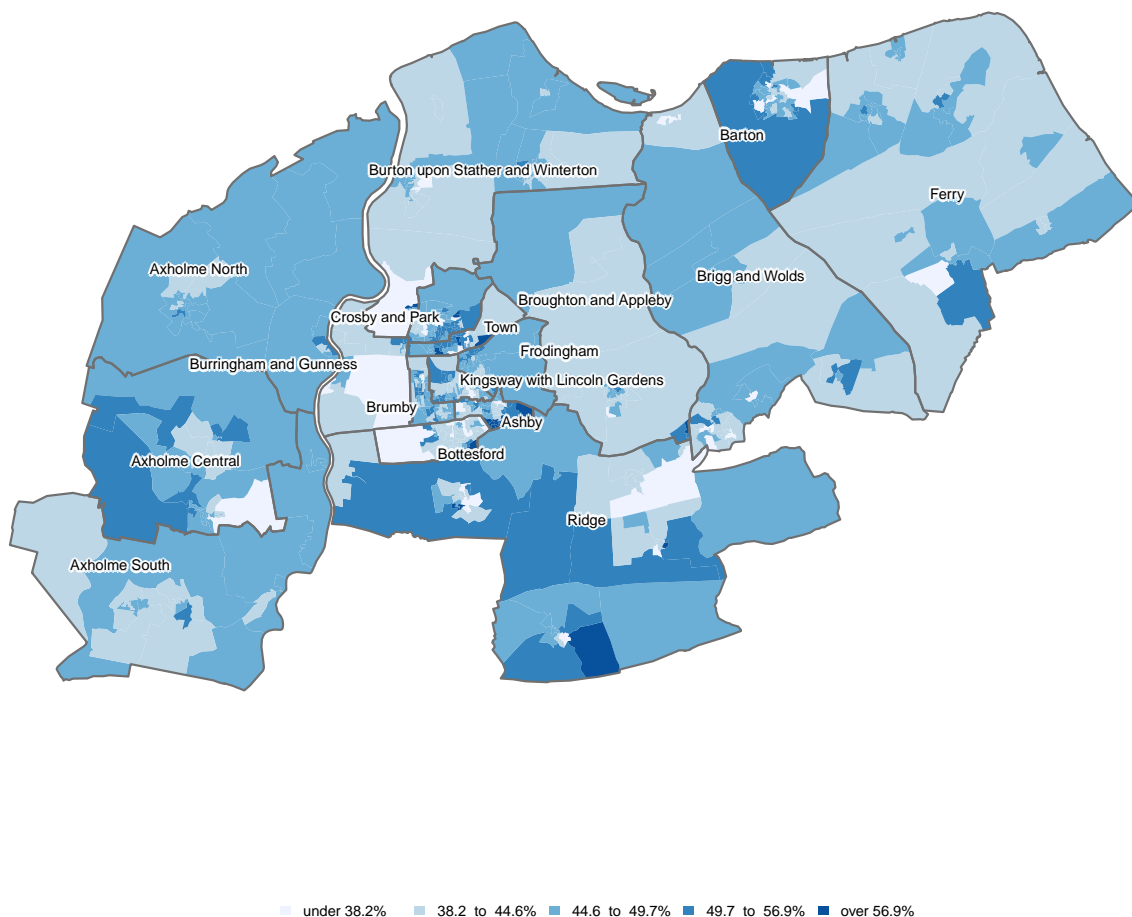 Barton
Burton upon Stather and Winterton
Ferry
Axholme North
Brigg and Wolds
Broughton and Appleby
Crosby and Park
Town
Frodingham
Burringham and Gunness
Kingsway with Lincoln Gardens
Brumby
Ashby
Bottesford
Axholme Central
Ridge
Axholme South
under 38.2% 38.2 to 44.6% 44.6 to 49.7% 49.7 to 56.9% over 56.9%